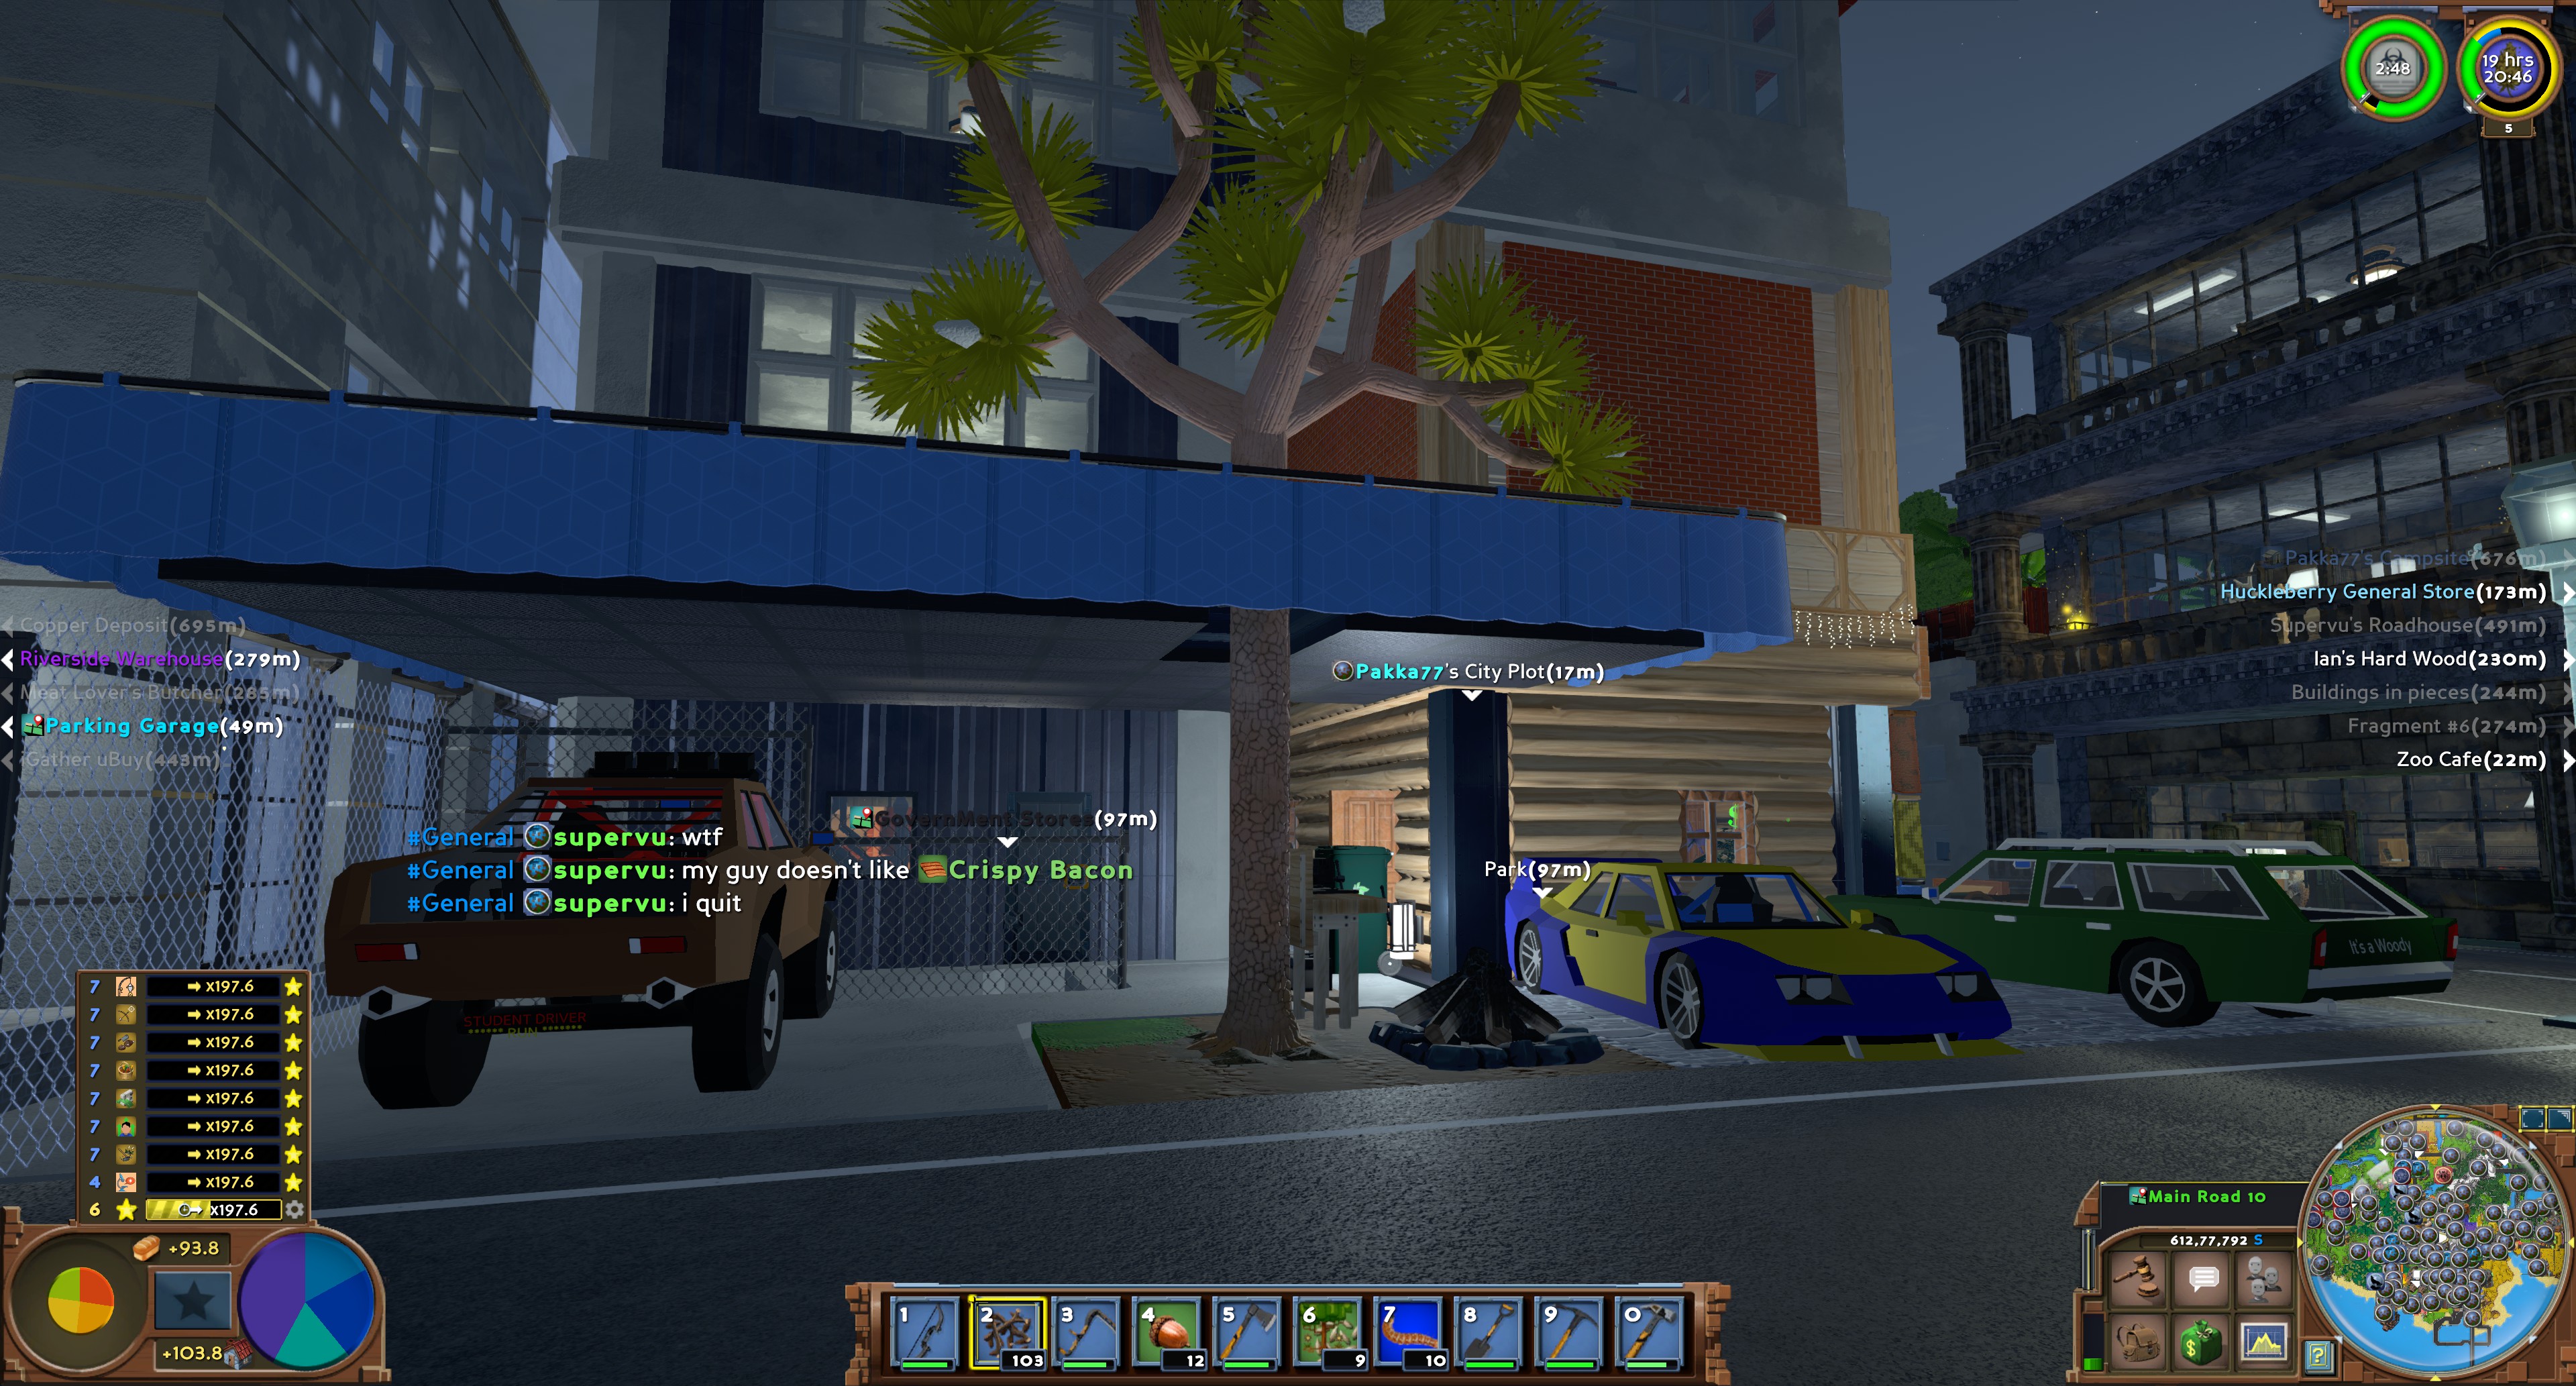 2:48
19 hrs
20:46
5
Pakka77's Campsite(676m)
Huckleberry General Store(173m)
Supervu's Roadhouse(491m)
Ian's Hard Wood(230m)
Buildings in pieces(244m)
Fragment #6(274m)
Zoo Cafe(22m)
Copper Deposit(695m)
Riverside Warehouse(279m)
Meat Lover's Butcher(285m)
Parking Garage(49m)
iGather uBuy(443m)
Pakka77's City Plot(17m)
GovernMent Stores(97m)
Park(97m)
#General supervu: wtf
#General supervu: my guy doesn't like Crispy Bacon
#General supervu: i quit
It's a Woody
STUDENT DRIVER
RUN
7 x197.6
7 x197.6
7 x197.6
7 x197.6
7 x197.6
7 x197.6
7 x197.6
4 x197.6
6 x197.6
+93.8
+103.8
1 2 3 4 5 6 7 8 9 0
103 12 9 10
Main Road 10
612,77,792 S
?